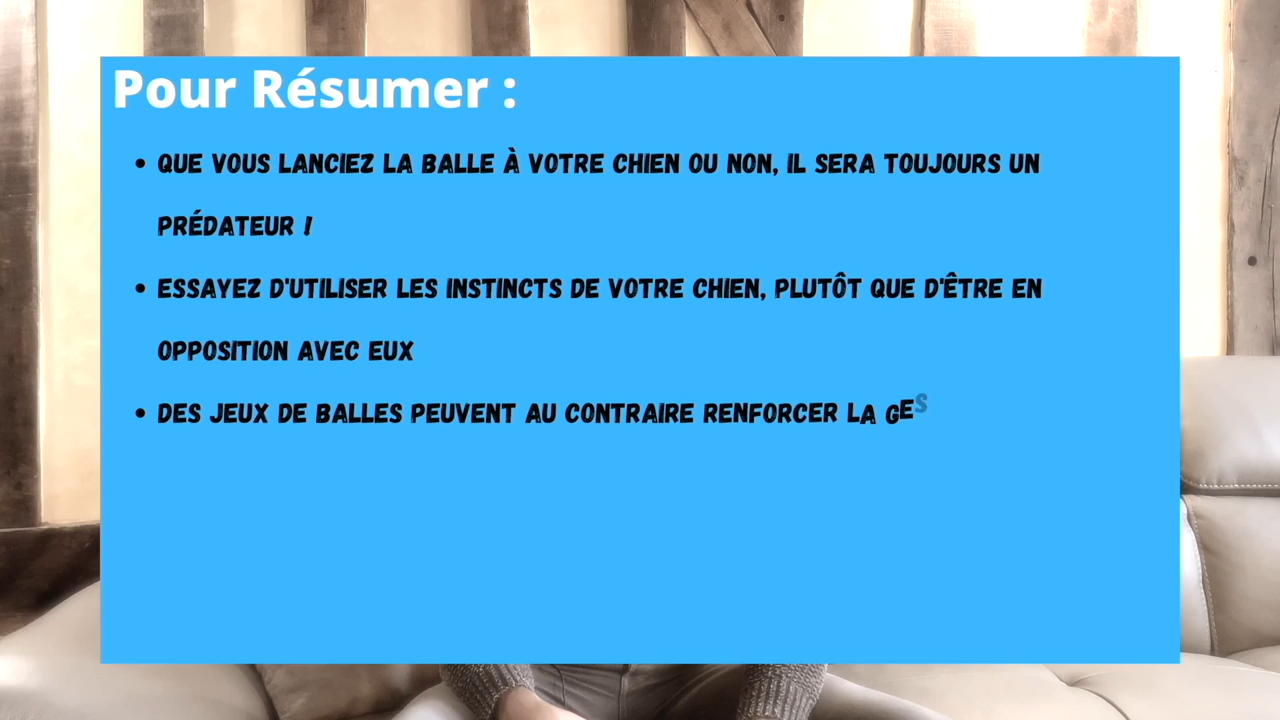 Pour Résumer :
• QUE VOUS LANCIEZ LA BALLE À VOTRE CHIEN OU NON, IL SERA TOUJOURS UN
PRÉDATEUR !
• ESSAYEZ D'UTILISER LES INSTINCTS DE VOTRE CHIEN, PLUTÔT QUE D'ÊTRE EN
OPPOSITION AVEC EUX
• DES JEUX DE BALLES PEUVENT AU CONTRAIRE RENFORCER LA GES